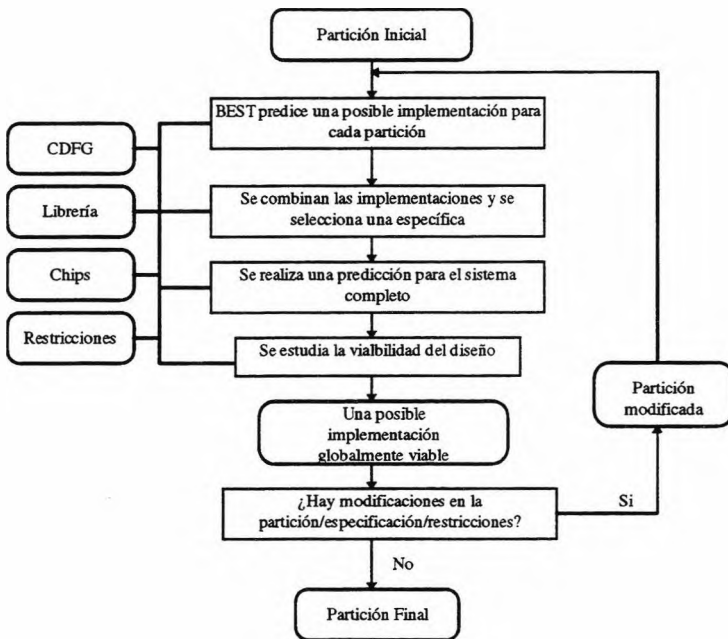 Partición Inicial
BEST predice una posible implementación para
cada partición
CDFG
Se combinan las implementaciones y se
selecciona una específica
Librería
Se realiza una predicción para el sistema
completo
Chips
Restricciones
Se estudia la vialbilidad del diseño
Partición
modificada
Una posible
implementación
globalmente viable
¿Hay modificaciones en la
partición/especificación/restricciones?
Si
No
Partición Final